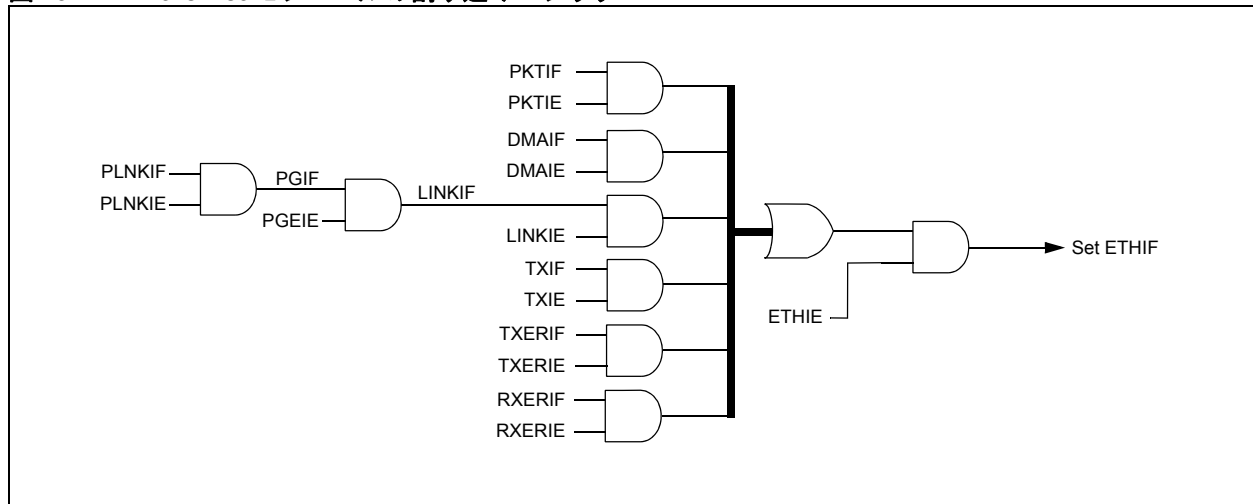 PKTIF
PKTIE
DMAIF
DMAIE
PLNKIF
PLNKIE
PGIF
PGEIE
LINKIF
LINKIE
TXIF
TXIE
TXERIF
TXERIE
RXERIF
RXERIE
ETHIE
Set ETHIF